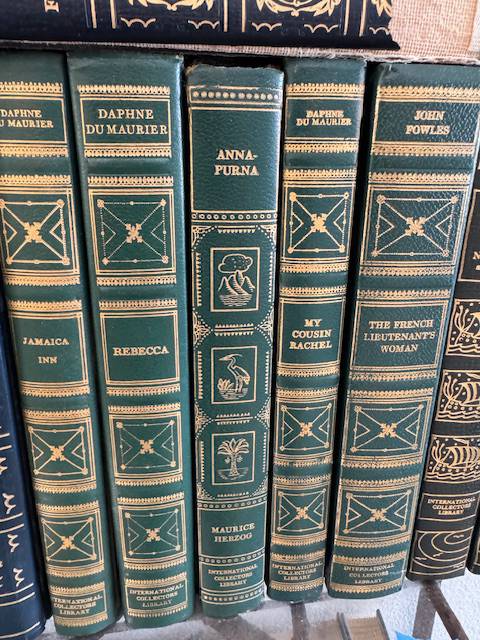 DAPHNE
DU MAURIER
JAMAICA
INN
INTERNATIONAL
COLLECTORS
LIBRARY
DAPHNE
DU MAURIER
REBECCA
INTERNATIONAL
COLLECTORS
LIBRARY
ANNA-
PURNA
MAURICE
HERZOG
INTERNATIONAL
COLLECTORS
LIBRARY
DAPHNE
DU MAURIER
MY
COUSIN
RACHEL
INTERNATIONAL
COLLECTORS
LIBRARY
JOHN
FOWLES
THE FRENCH
LIEUTENANT'S
WOMAN
INTERNATIONAL
COLLECTORS
LIBRARY
INTERNATIONAL
COLLECTORS
LIBRARY